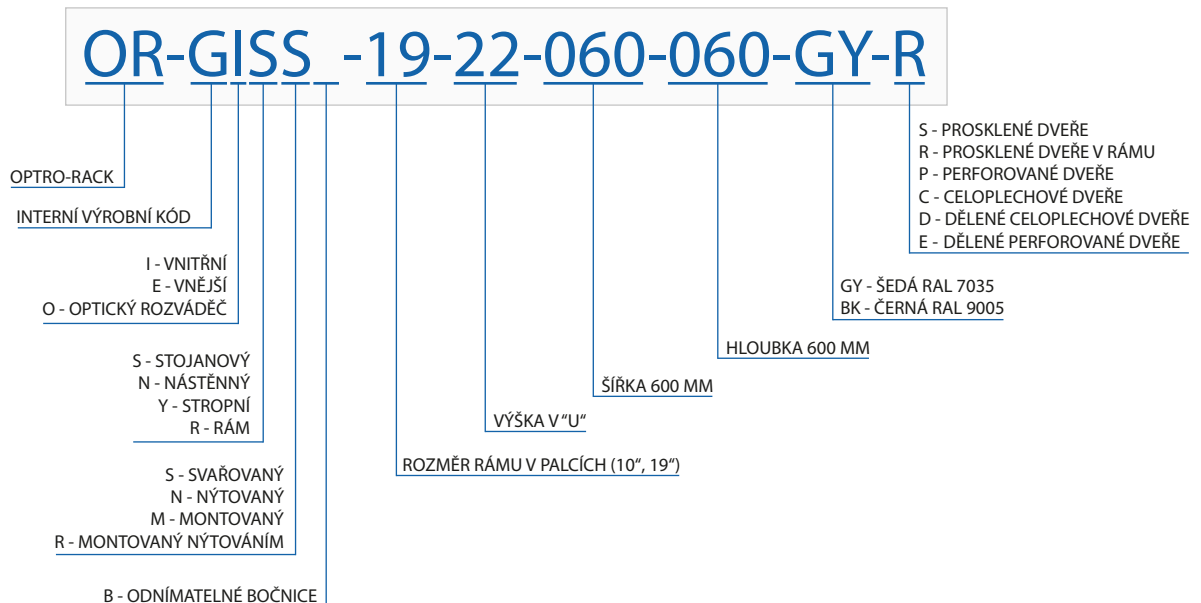 OR-GISS -19-22-060-060-GY-R
S - PROSKLENÉ DVEŘE
R - PROSKLENÉ DVEŘE V RÁMU
P - PERFOROVANÉ DVEŘE
C - CELOPLECHOVÉ DVEŘE
D - DĚLENÉ CELOPLECHOVÉ DVEŘE
E - DĚLENÉ PERFOROVANÉ DVEŘE
OPTRO-RACK
INTERNÍ VÝROBNÍ KÓD
I - VNITŘNÍ
E - VNĚJŠÍ
O - OPTICKÝ ROZVÁDĚČ
GY - ŠEDÁ RAL 7035
BK - ČERNÁ RAL 9005
HLOUBKA 600 MM
S - STOJANOVÝ
N - NÁSTĚNNÝ
Y - STROPNÍ
R - RÁM
ŠÍŘKA 600 MM
VÝŠKA V “U“
ROZMĚR RÁMU V PALCÍCH (10“, 19“)
S - SVAŘOVANÝ
N - NÝTOVANÝ
M - MONTOVANÝ
R - MONTOVANÝ NÝTOVÁNÍM
B - ODNÍMATELNÉ BOČNICE